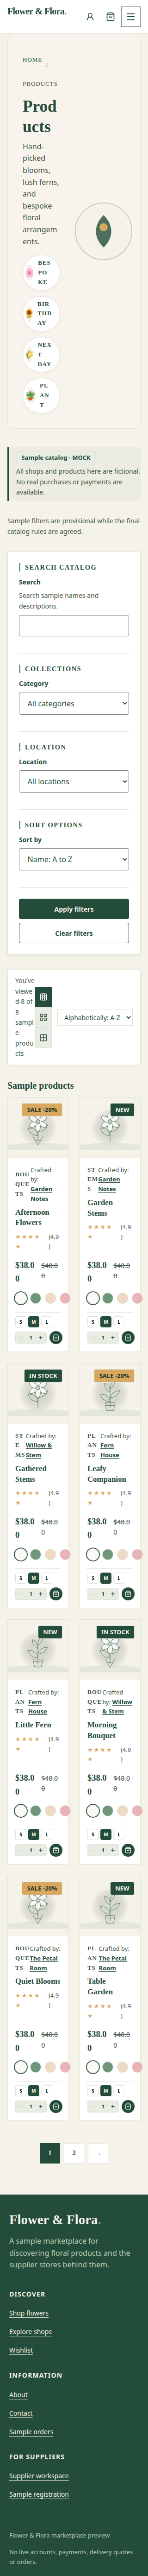 Flower & Flora.
HOME
/
PRODUCTS
Prod
ucts
Hand-
picked
blooms,
lush ferns,
and
bespoke
floral
arrangem
ents.
BES
PO
KE
BIR
THD
AY
NEX
T
DAY
PL
AN
T
Sample catalog · MOCK
All shops and products here are fictional.
No real purchases or payments are
available.
Sample filters are provisional while the final
catalog rules are agreed.
SEARCH CATALOG
Search
Search sample names and
descriptions.
COLLECTIONS
Category
All categories
LOCATION
Location
All locations
SORT OPTIONS
Sort by
Name: A to Z
Apply filters
Clear filters
You've
viewe
d 8 of
8
sampl
e
produ
cts
Alphabetically: A-Z
Sample products
SALE -20%
BOU
QUE
TS
Crafted
by:
Garden
Notes
Afternoon
Flowers
★★★★
★
(4.9
)
$38.0
0
$48.0
0
S M L
− 1 +
NEW
ST
EM
S
Crafted by:
Garden
Notes
Garden
Stems
★★★★
★
(4.9
)
$38.0
0
$48.0
0
S M L
− 1 +
IN STOCK
ST
E
MS
Crafted by:
Willow &
Stem
Gathered
Stems
★★★★
★
(4.9
)
$38.0
0
$48.0
0
S M L
− 1 +
SALE -20%
PL
AN
TS
Crafted by:
Fern
House
Leafy
Companion
★★★★
★
(4.9
)
$38.0
0
$48.0
0
S M L
− 1 +
NEW
PL
AN
TS
Crafted by:
Fern
House
Little Fern
★★★★
★
(4.9
)
$38.0
0
$48.0
0
S M L
− 1 +
IN STOCK
BOU
QUE
TS
Crafted
by: Willow
& Stem
Morning
Bouquet
★★★★
★
(4.9
)
$38.0
0
$48.0
0
S M L
− 1 +
SALE -20%
BOU
QUE
TS
Crafted by:
The Petal
Room
Quiet Blooms
★★★★
★
(4.9
)
$38.0
0
$48.0
0
S M L
− 1 +
NEW
PL
AN
TS
Crafted by:
The Petal
Room
Table
Garden
★★★★
★
(4.9
)
$38.0
0
$48.0
0
S M L
− 1 +
1 2 →
Flower & Flora.
A sample marketplace for
discovering floral products and the
supplier stories behind them.
DISCOVER
Shop flowers
Explore shops
Wishlist
INFORMATION
About
Contact
Sample orders
FOR SUPPLIERS
Supplier workspace
Sample registration
Flower & Flora marketplace preview
No live accounts, payments, delivery quotes
or orders.